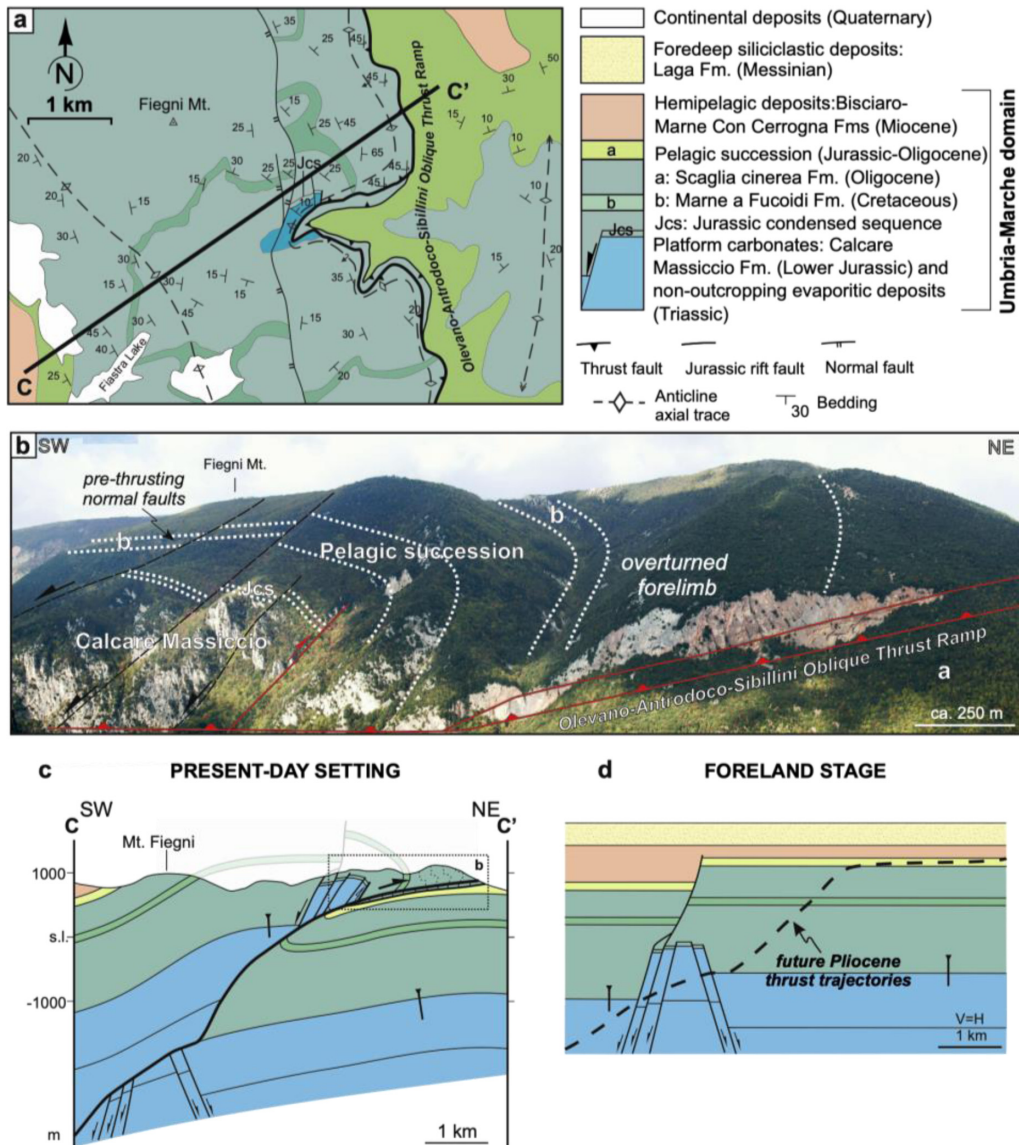 a
N
1 km
Fiegni Mt.
C'
Jcs
C
Fiastra Lake
Olevano-Antrodoco-Sibillini Oblique Thrust Ramp
Continental deposits (Quaternary)
Foredeep siliciclastic deposits:
Laga Fm. (Messinian)
Hemipelagic deposits:Bisciaro-
Marne Con Cerrogna Fms (Miocene)
a
Pelagic succession (Jurassic-Oligocene)
a: Scaglia cinerea Fm. (Oligocene)
b
b: Marne a Fucoidi Fm. (Cretaceous)
Jcs
Jcs: Jurassic condensed sequence
Platform carbonates: Calcare
Massiccio Fm. (Lower Jurassic) and
non-outcropping evaporitic deposits
(Triassic)
Umbria-Marche domain
Thrust fault
Jurassic rift fault
Normal fault
Anticline
axial trace
30
Bedding
b
SW
NE
Fiegni Mt.
pre-thrusting
normal faults
b
b
Pelagic succession
overturned
forelimb
Jcs
Calcare Massiccio
Olevano-Antrodoco-Sibillini Oblique Thrust Ramp
a
ca. 250 m
c
PRESENT-DAY SETTING
SW
NE
C
C'
Mt. Fiegni
b
1000
s.l.
-1000
m
1 km
d
FORELAND STAGE
future Pliocene
thrust trajectories
V=H
1 km